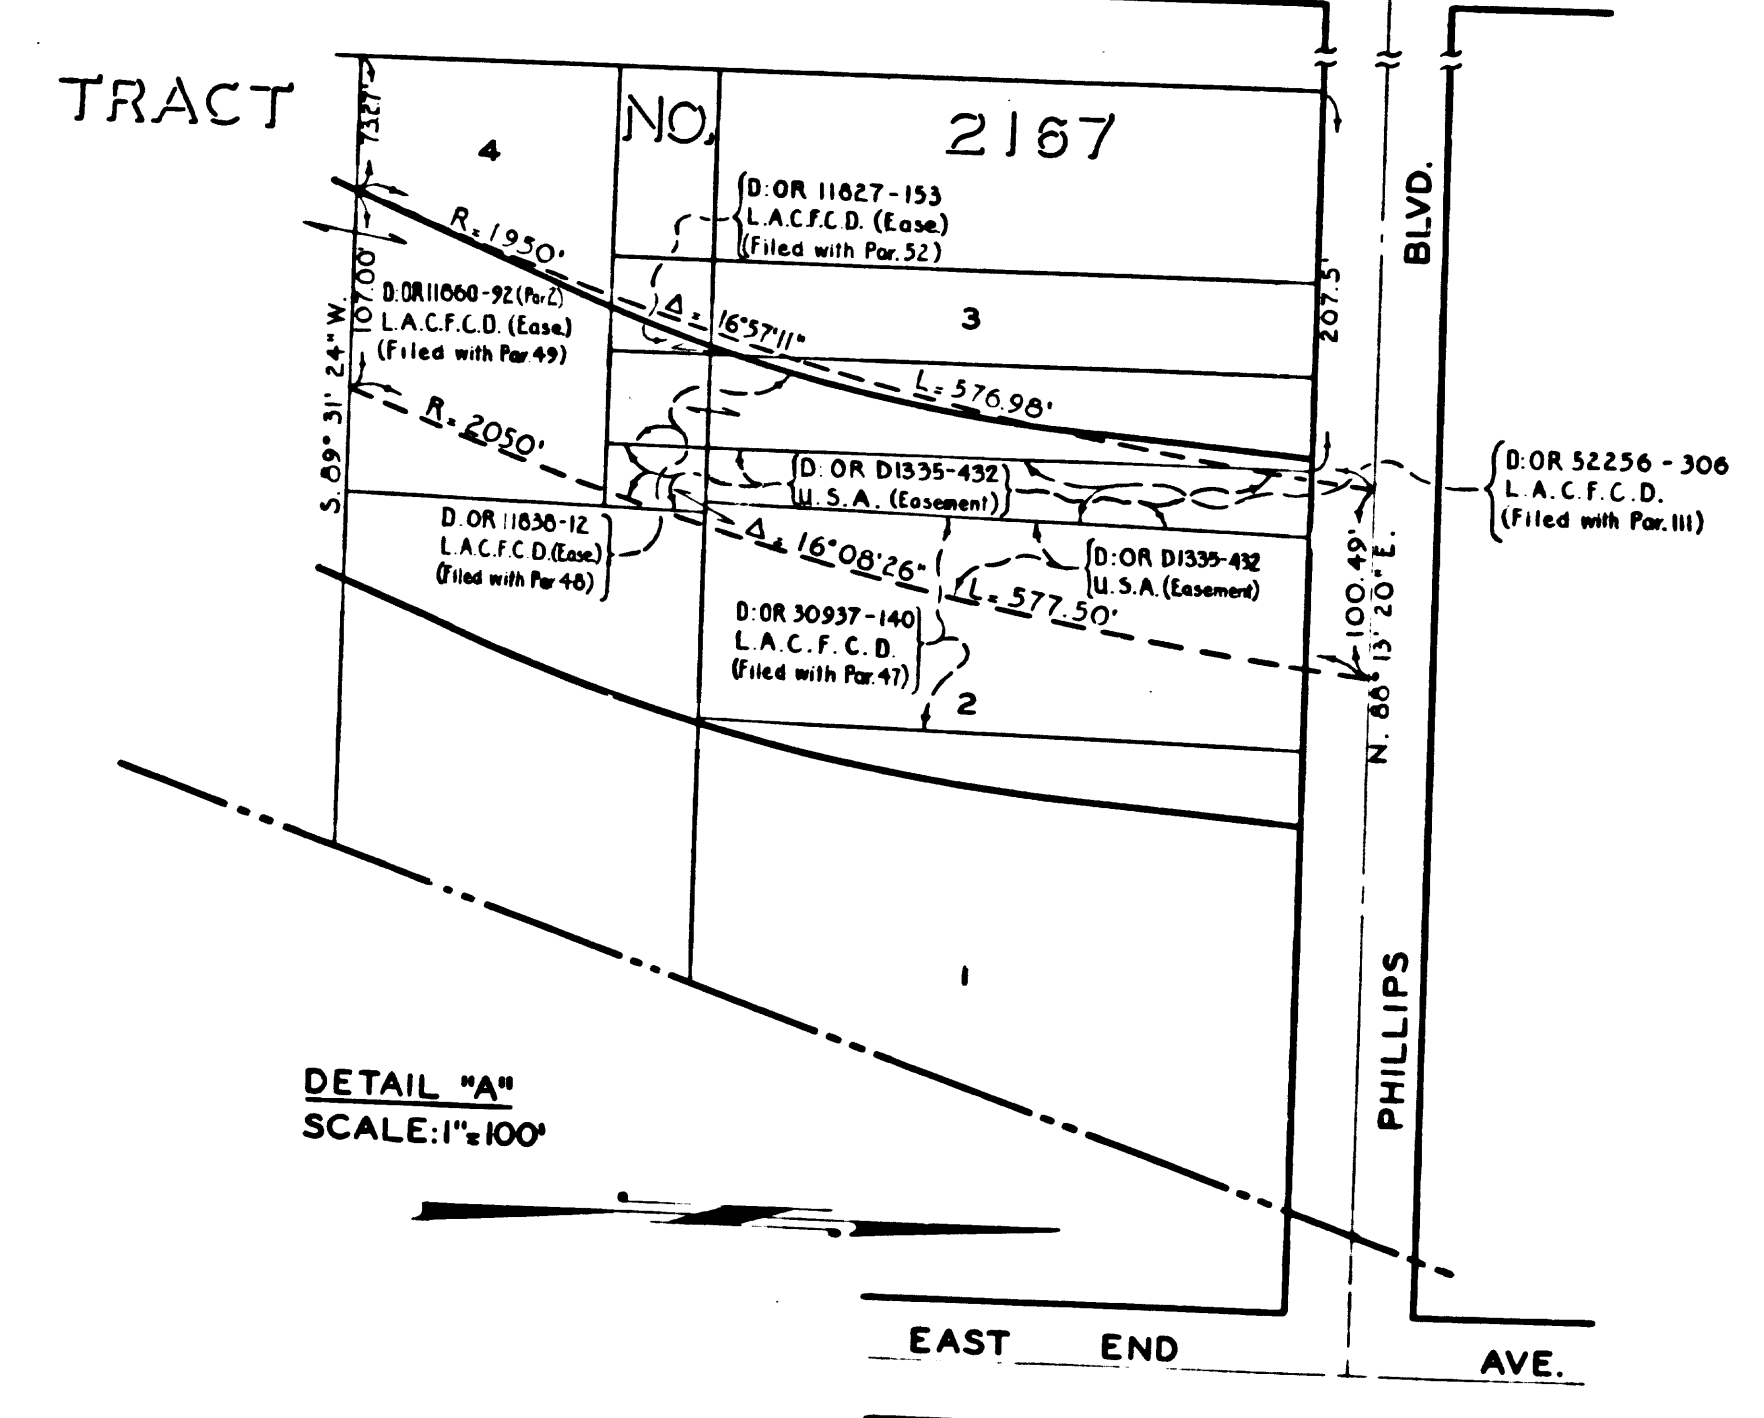 TRACT NO. 2167
4
73.27'
BLVD.
D:OR 11827-153
L.A.C.F.C.D. (Ease.)
(Filed with Par. 52)
R=1950'
107.00'
207.5'
D:OR11860-92 (Par 2)
L.A.C.F.C.D. (Ease.)
(Filed with Par. 49)
Δ = 16°57'11"
3
S. 89° 31' 24" W.
L= 576.98'
R= 2050'
D: OR D1335-432
U.S.A. (Easement)
D:OR 52256-306
L.A.C.F.C.D.
(Filed with Par. 111)
D.OR 11838-12
L.A.C.F.C.D.(Ease.)
(Filed with Par 48)
Δ= 16°08'26"
D:OR D1335-432
U.S.A. (Easement)
100.49'
N. 88° 13' 20" E.
L= 577.50'
D:OR 30937-140
L.A.C.F.C.D.
(Filed with Par. 47)
2
1
PHILLIPS
DETAIL "A"
SCALE:1"=100'
EAST END AVE.